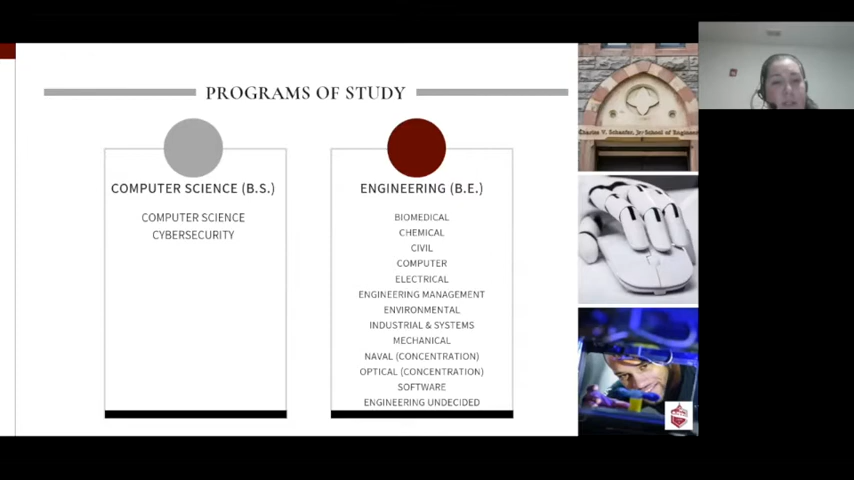 PROGRAMS OF STUDY
COMPUTER SCIENCE (B.S.)
COMPUTER SCIENCE
CYBERSECURITY
ENGINEERING (B.E.)
BIOMEDICAL
CHEMICAL
CIVIL
COMPUTER
ELECTRICAL
ENGINEERING MANAGEMENT
ENVIRONMENTAL
INDUSTRIAL & SYSTEMS
MECHANICAL
NAVAL (CONCENTRATION)
OPTICAL (CONCENTRATION)
SOFTWARE
ENGINEERING UNDECIDED
Charles V. Schaefer, Jr. School of Engineer